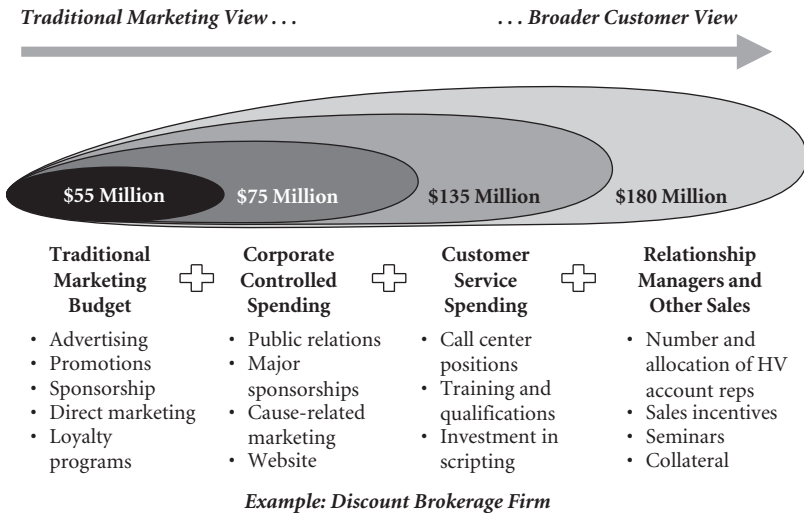 Traditional Marketing View . . .
. . . Broader Customer View
$55 Million
$75 Million
$135 Million
$180 Million
Traditional
Marketing
Budget
Corporate
Controlled
Spending
Customer
Service
Spending
Relationship
Managers and
Other Sales
• Advertising
• Promotions
• Sponsorship
• Direct marketing
• Loyalty
programs
• Public relations
• Major
sponsorships
• Cause-related
marketing
• Website
• Call center
positions
• Training and
qualifications
• Investment in
scripting
• Number and
allocation of HV
account reps
• Sales incentives
• Seminars
• Collateral
Example: Discount Brokerage Firm